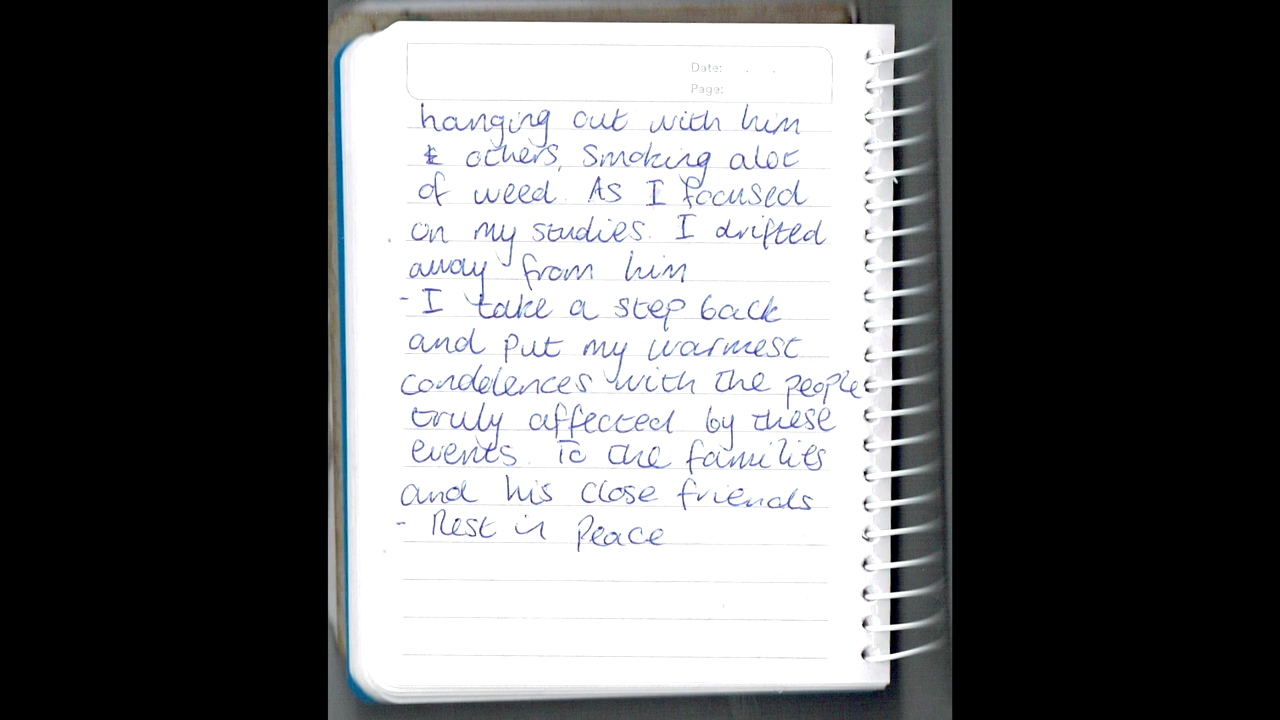 Date:
Page:
hanging out with him
& others, smoking alot
of weed. As I focused
on my studies. I drifted
away from him
- I take a step back
and put my warmest
condolences with the people
truly affected by these
events. To the families
and his close friends
- Rest in Peace